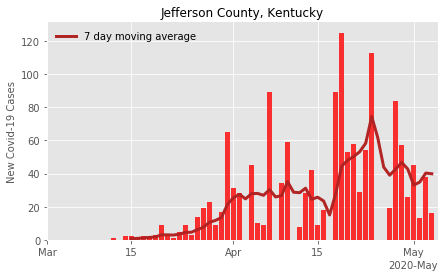 Jefferson County, Kentucky
7 day moving average
New Covid-19 Cases
120
100
80
60
40
20
0
Mar
15
Apr
15
May
2020-May